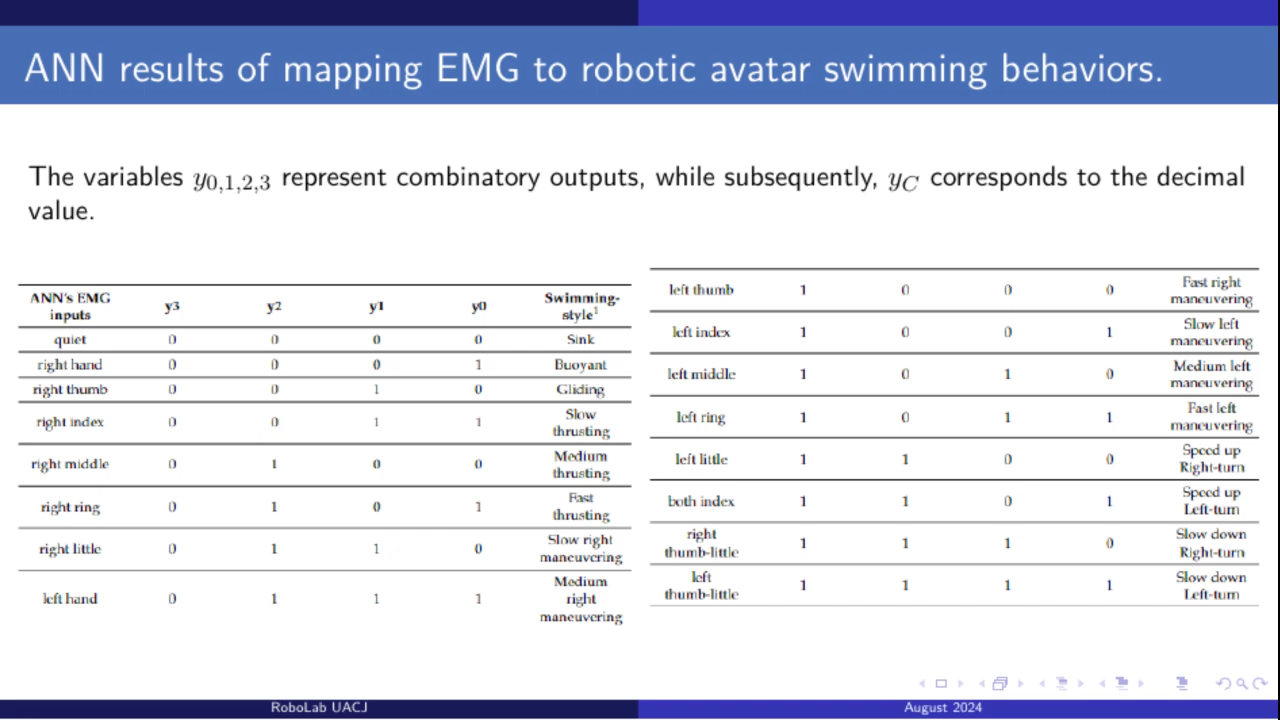 ANN results of mapping EMG to robotic avatar swimming behaviors.
The variables y0,1,2,3 represent combinatory outputs, while subsequently, yC corresponds to the decimal
value.
ANN's EMG inputs y3 y2 y1 y0 Swimming-style1
quiet 0 0 0 0 Sink
right hand 0 0 0 1 Buoyant
right thumb 0 0 1 0 Gliding
right index 0 0 1 1 Slow thrusting
right middle 0 1 0 0 Medium thrusting
right ring 0 1 0 1 Fast thrusting
right little 0 1 1 0 Slow right maneuvering
left hand 0 1 1 1 Medium right maneuvering
left thumb 1 0 0 0 Fast right maneuvering
left index 1 0 0 1 Slow left maneuvering
left middle 1 0 1 0 Medium left maneuvering
left ring 1 0 1 1 Fast left maneuvering
left little 1 1 0 0 Speed up Right-turn
both index 1 1 0 1 Speed up Left-turn
right thumb-little 1 1 1 0 Slow down Right-turn
left thumb-little 1 1 1 1 Slow down Left-turn
RoboLab UACJ
August 2024